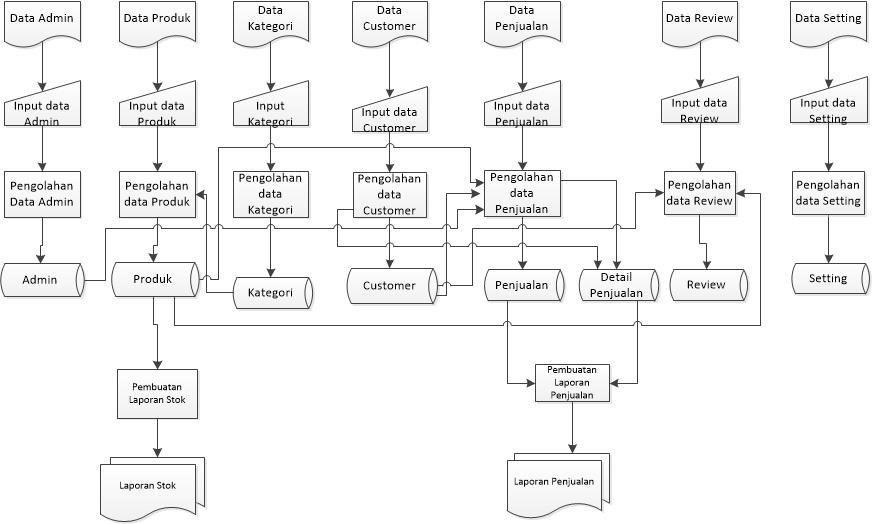 Data Admin
Data Produk
Data
Kategori
Data
Customer
Data
Penjualan
Data Review
Data Setting
Input data
Admin
Input data
Produk
Input
Kategori
Input data
Customer
Input data
Penjualan
Input data
Review
Input data
Setting
Pengolahan
Data Admin
Pengolahan
data Produk
Pengolahan
data
Kategori
Pengolahan
data
Customer
Pengolahan
data
Penjualan
Pengolahan
data Review
Pengolahan
data Setting
Admin
Produk
Kategori
Customer
Penjualan
Detail
Penjualan
Review
Setting
Pembuatan
Laporan Stok
Pembuatan
Laporan
Penjualan
Laporan Stok
Laporan Penjualan